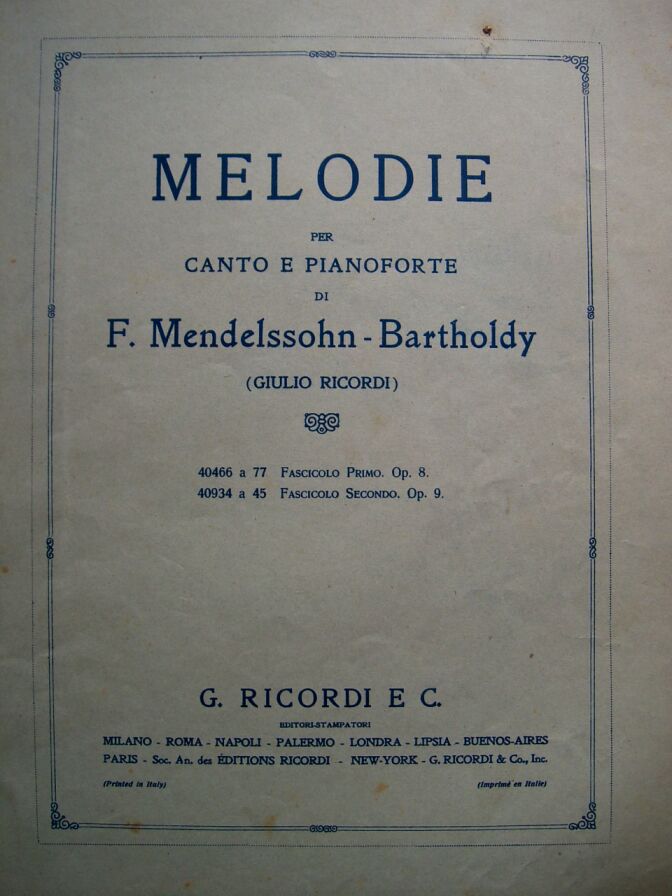 MELODIE
PER
CANTO E PIANOFORTE
DI
F. Mendelssohn - Bartholdy
(GIULIO RICORDI)
40466 a 77 Fascicolo Primo. Op. 8.
40934 a 45 Fascicolo Secondo. Op. 9.
G. RICORDI E C.
EDITORI-STAMPATORI
MILANO - ROMA - NAPOLI - PALERMO - LONDRA - LIPSIA - BUENOS-AIRES
PARIS - Soc. An. des ÉDITIONS RICORDI - NEW-YORK - G. RICORDI & Co., Inc.
(Printed in Italy) (Imprimé en Italie)